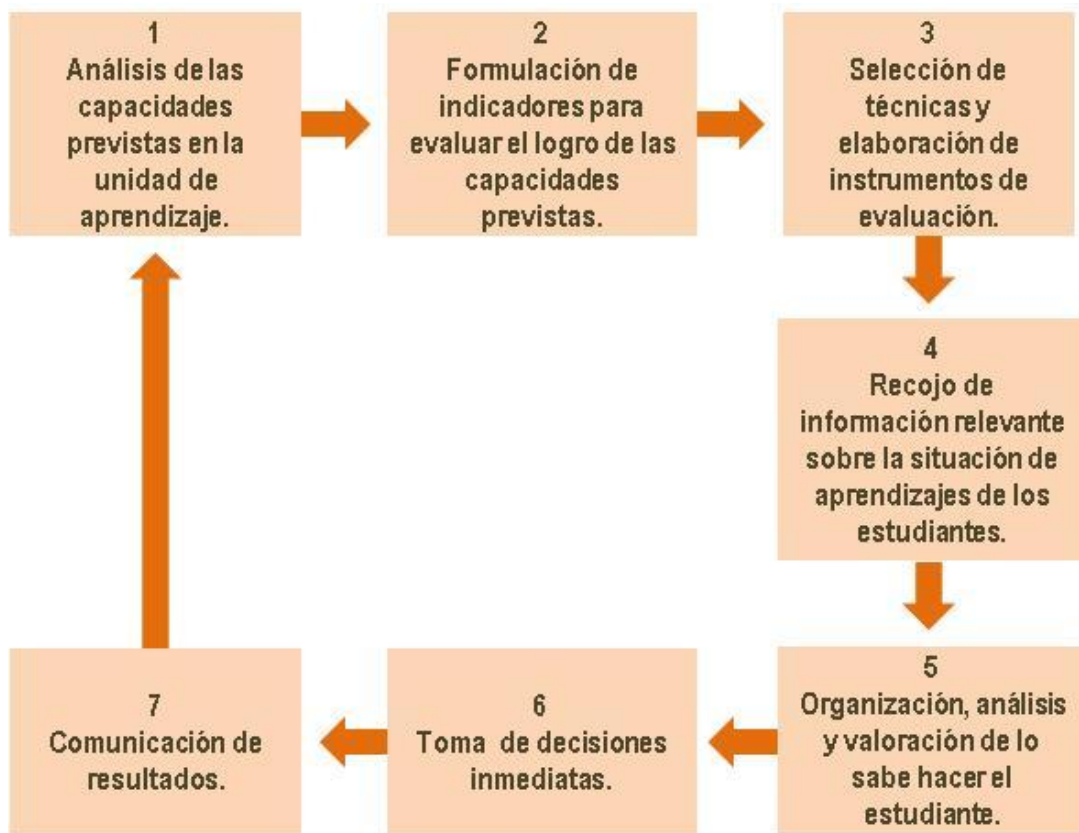 1
Análisis de las
capacidades
previstas en la
unidad de
aprendizaje.
2
Formulación de
indicadores para
evaluar el logro de las
capacidades
previstas.
3
Selección de
técnicas y
elaboración de
instrumentos de
evaluación.
4
Recojo de
información relevante
sobre la situación de
aprendizajes de los
estudiantes.
5
Organización, análisis
y valoración de lo
sabe hacer el
estudiante.
6
Toma de decisiones
inmediatas.
7
Comunicación de
resultados.